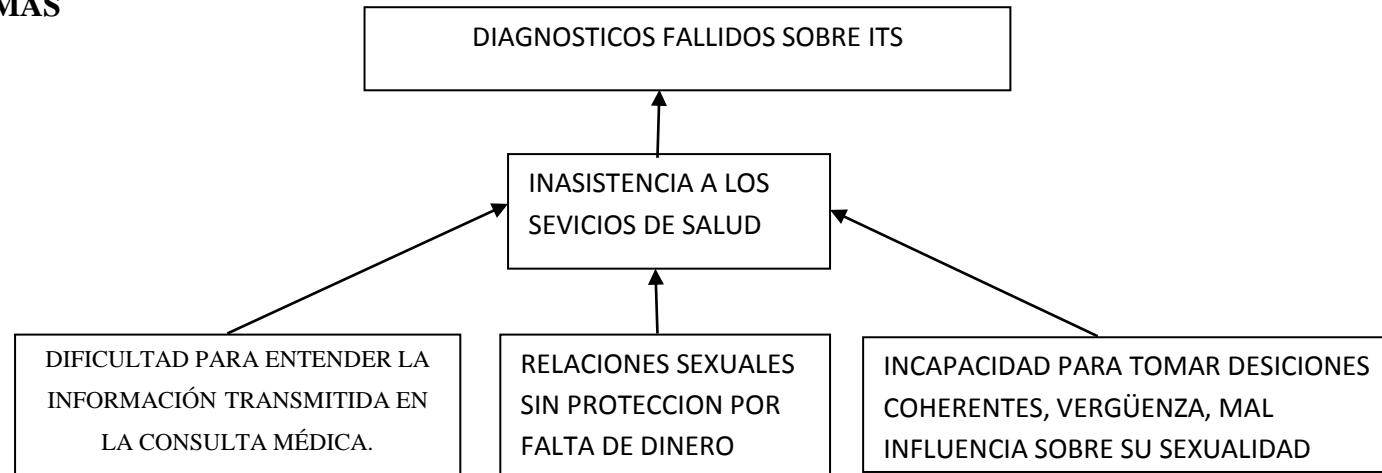 MAS
DIAGNOSTICOS FALLIDOS SOBRE ITS
INASISTENCIA A LOS
SEVICIOS DE SALUD
DIFICULTAD PARA ENTENDER LA
INFORMACIÓN TRANSMITIDA EN
LA CONSULTA MÉDICA.
RELACIONES SEXUALES
SIN PROTECCION POR
FALTA DE DINERO
INCAPACIDAD PARA TOMAR DESICIONES
COHERENTES, VERGÜENZA, MAL
INFLUENCIA SOBRE SU SEXUALIDAD